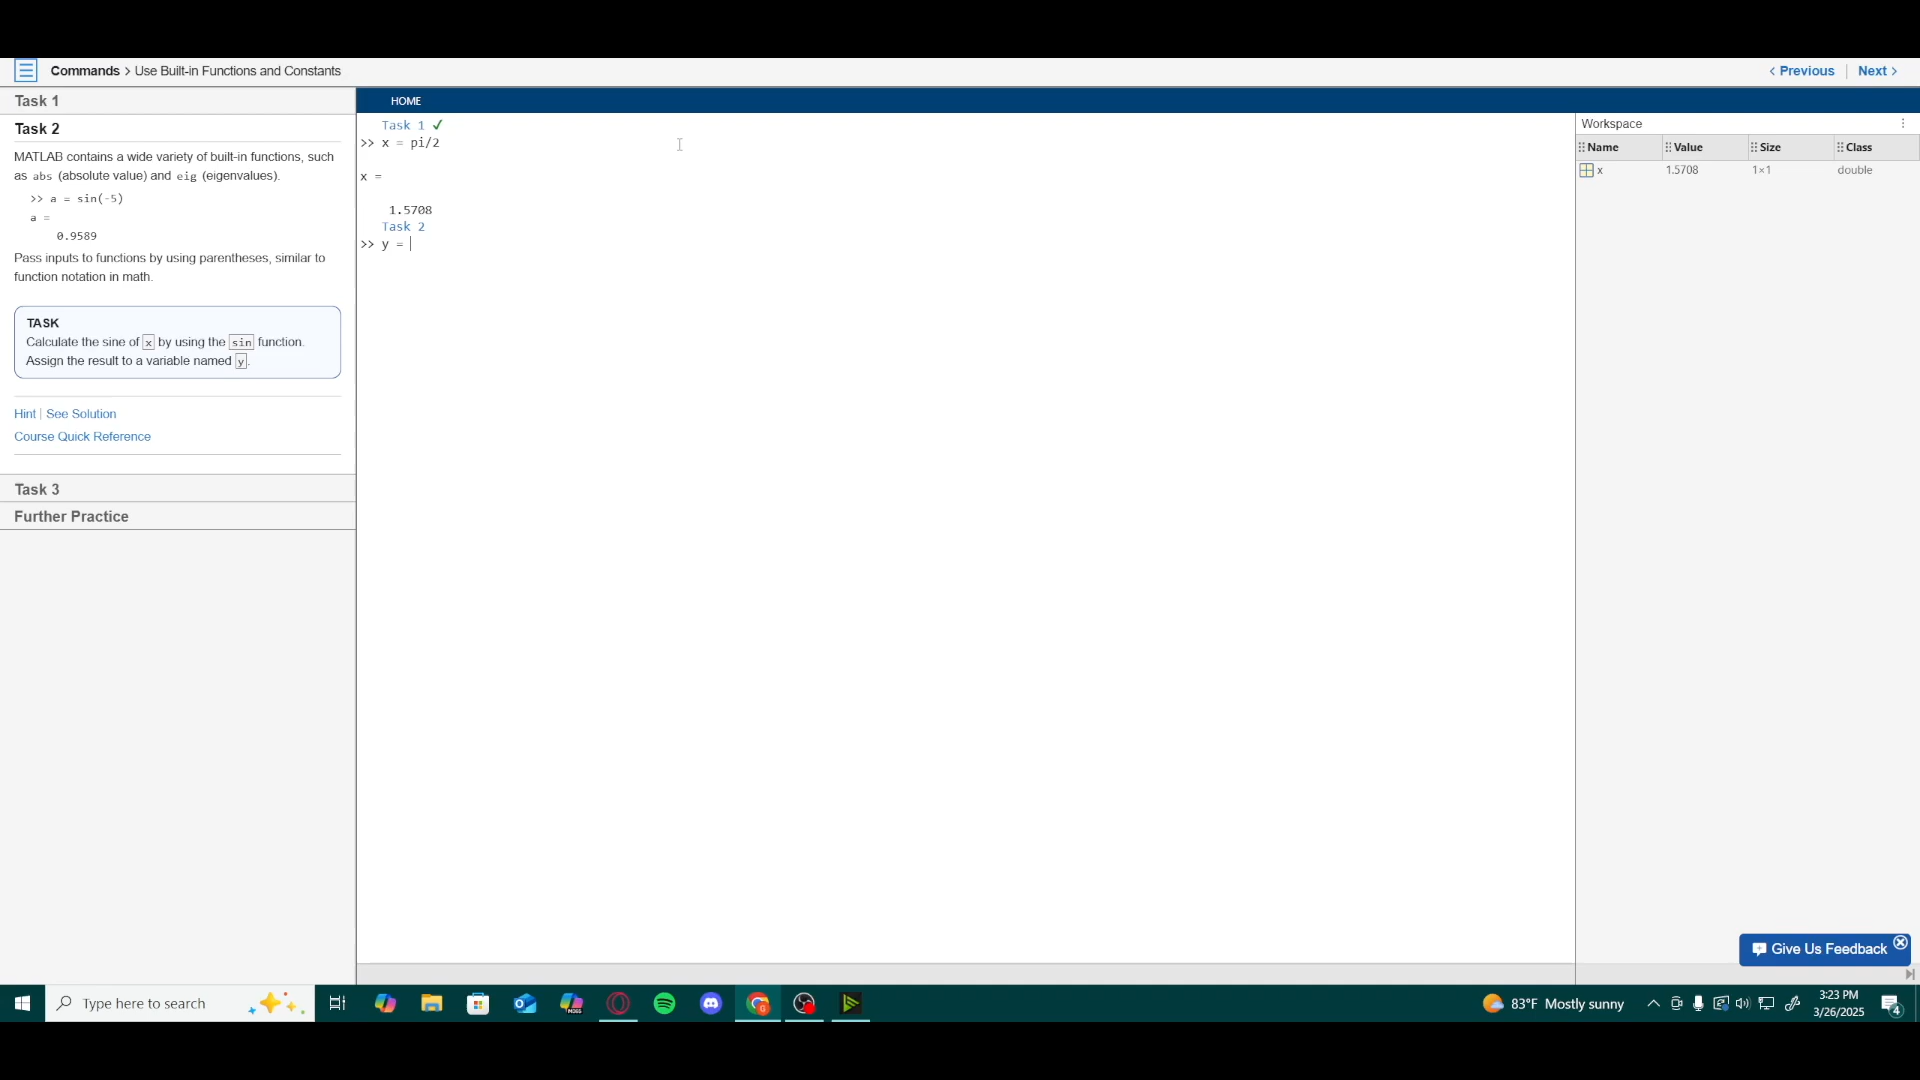 Commands > Use Built-in Functions and Constants
< Previous | Next >
Task 1
Task 2
MATLAB contains a wide variety of built-in functions, such
as abs (absolute value) and eig (eigenvalues).
>> a = sin(-5)
a =
0.9589
Pass inputs to functions by using parentheses, similar to
function notation in math.
TASK
Calculate the sine of x by using the sin function.
Assign the result to a variable named y.
Hint | See Solution
Course Quick Reference
Task 3
Further Practice
HOME
Task 1 ✓
>> x = pi/2
x =
1.5708
Task 2
>> y =
Workspace
Name Value Size Class
x 1.5708 1×1 double
Give Us Feedback
Type here to search
M365
83°F Mostly sunny
3:23 PM
3/26/2025
4